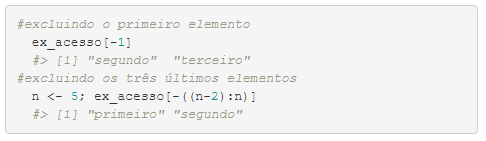 #excluindo o primeiro elemento
ex_acesso[-1]
#> [1] "segundo"  "terceiro"
#excluindo os três últimos elementos
n <- 5; ex_acesso[-((n-2):n)]
#> [1] "primeiro" "segundo"